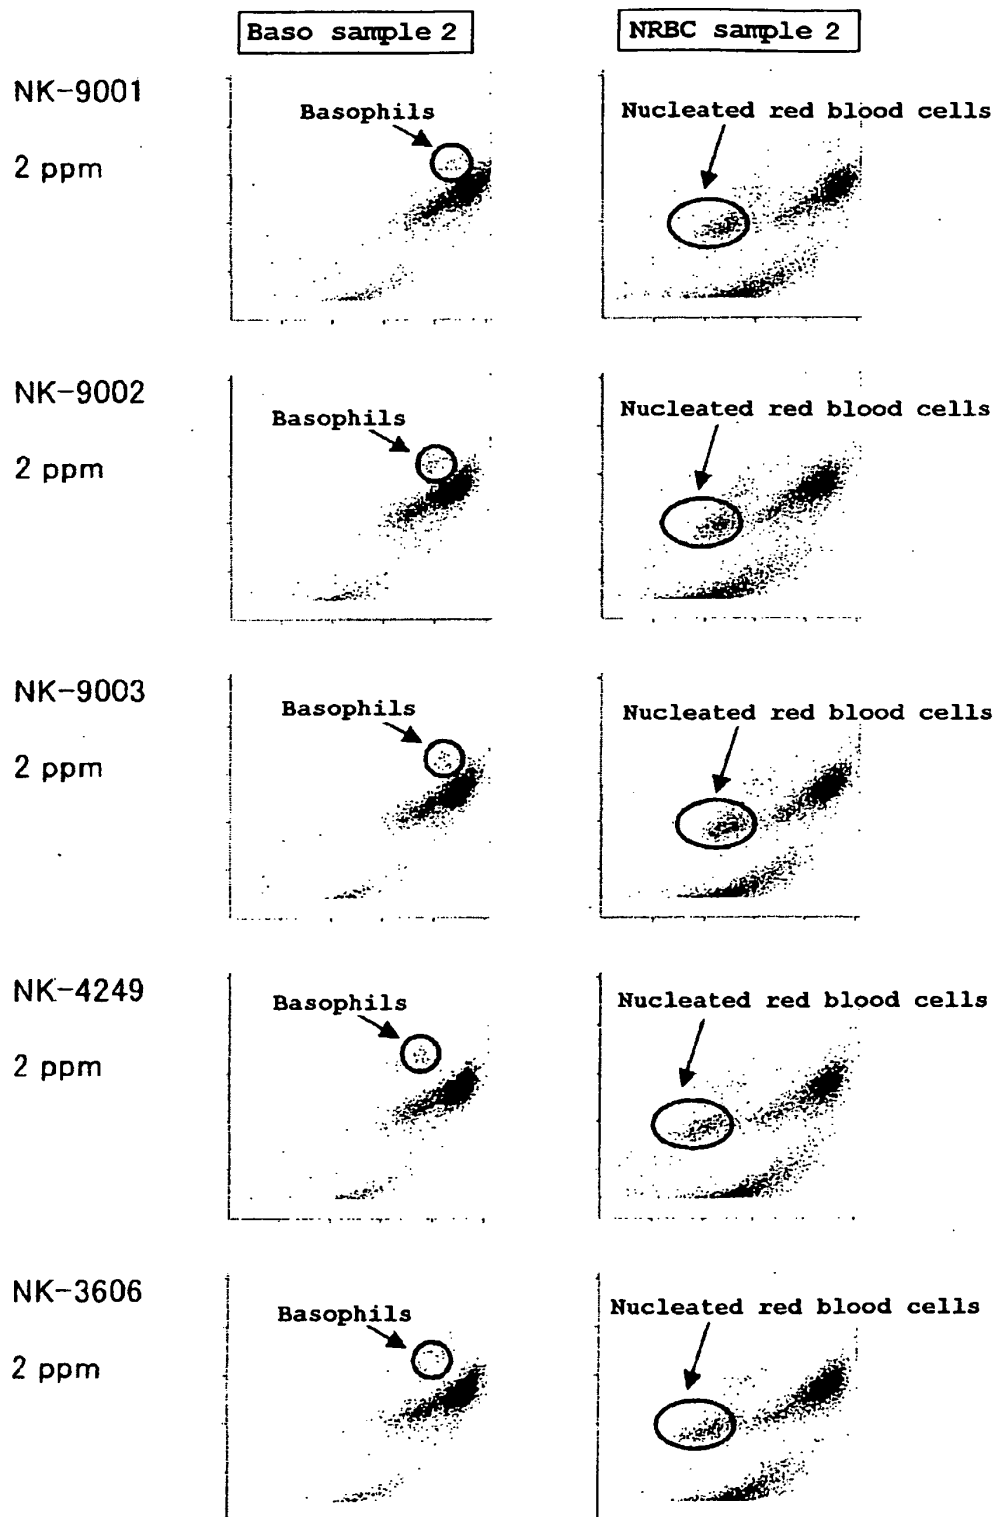 Baso sample 2
NRBC sample 2
NK-9001
2 ppm
Basophils
Nucleated red blood cells
NK-9002
2 ppm
Basophils
Nucleated red blood cells
NK-9003
2 ppm
Basophils
Nucleated red blood cells
NK-4249
2 ppm
Basophils
Nucleated red blood cells
NK-3606
2 ppm
Basophils
Nucleated red blood cells